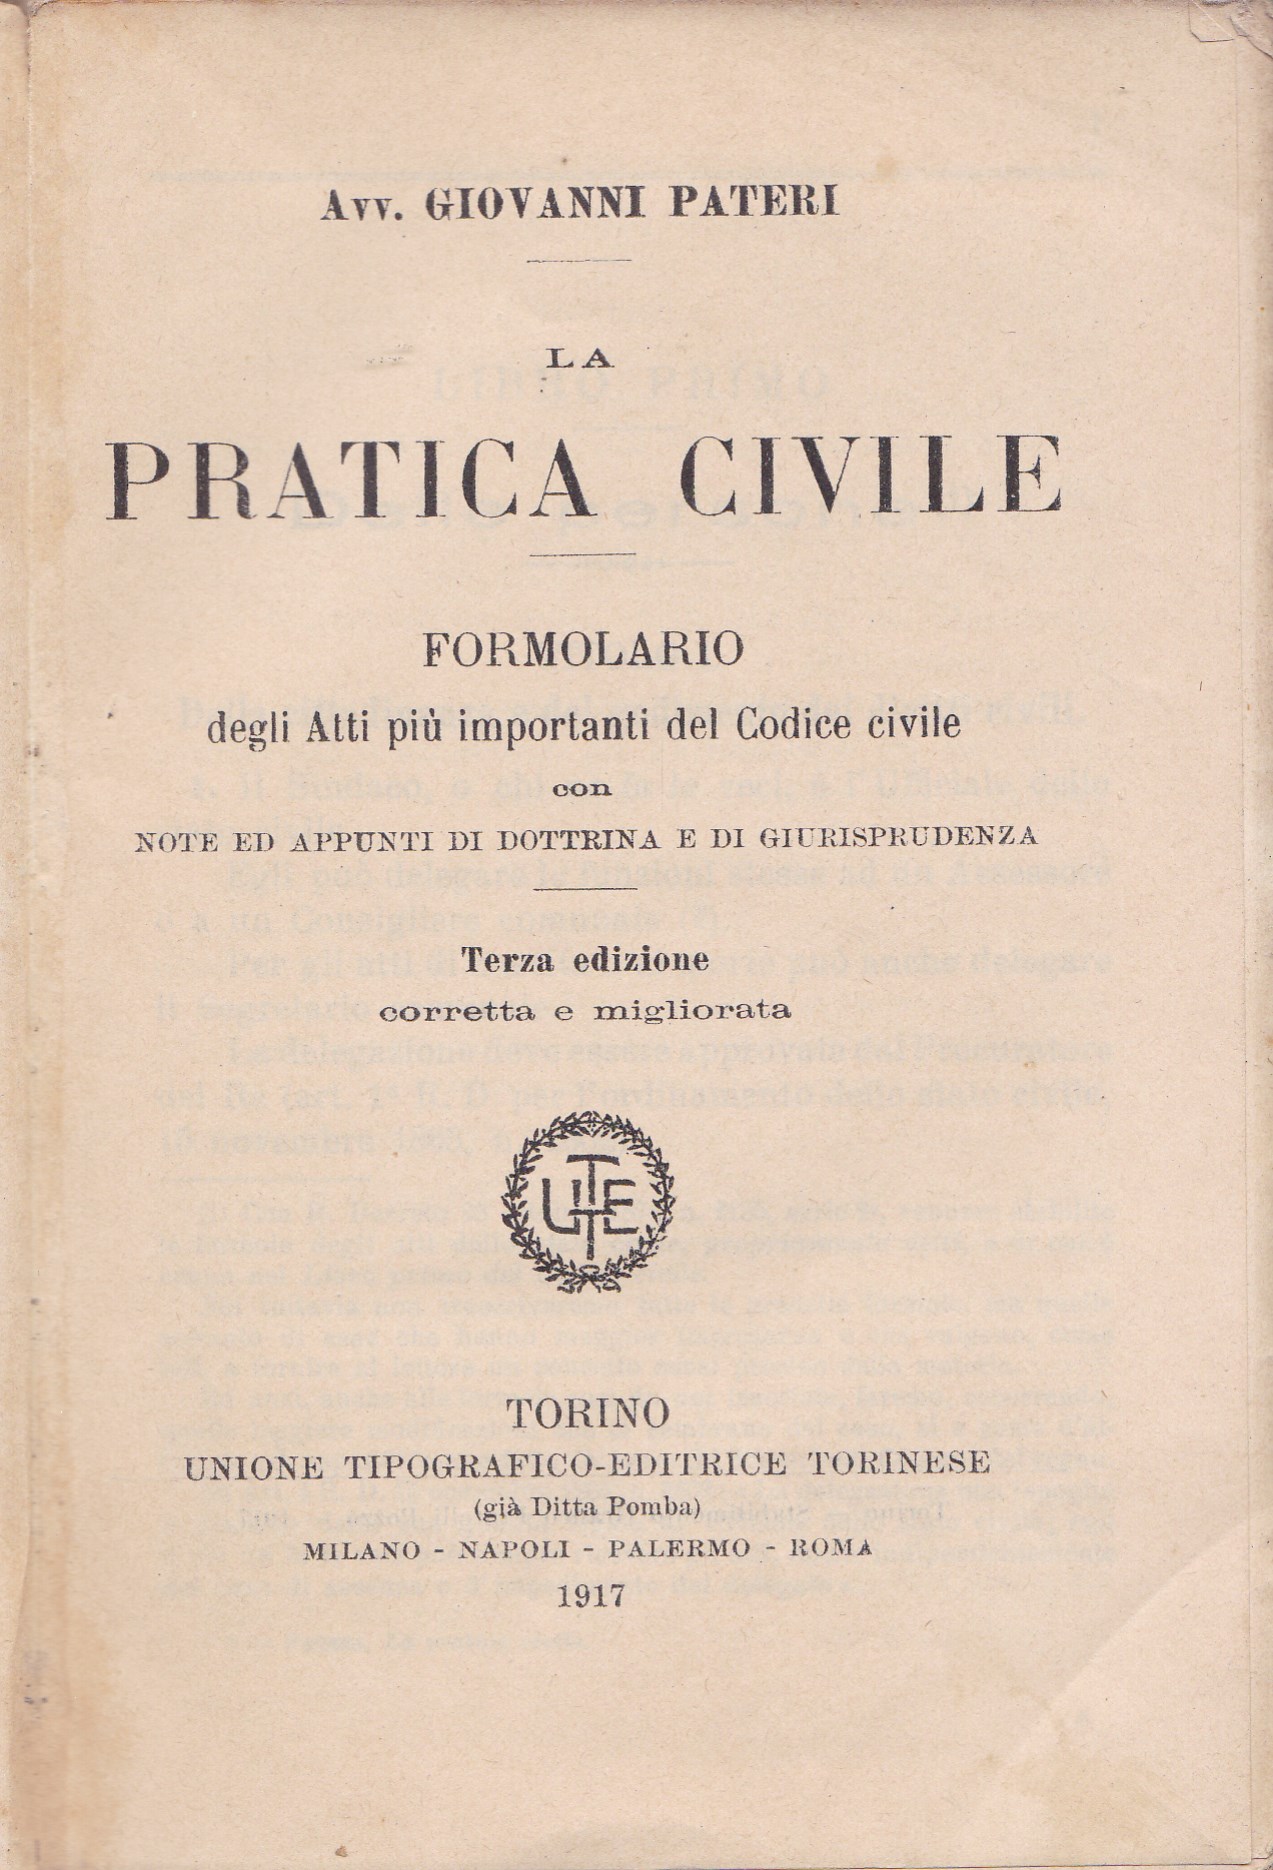 Avv. GIOVANNI PATERI
LA
PRATICA CIVILE
FORMOLARIO
degli Atti più importanti del Codice civile
con
NOTE ED APPUNTI DI DOTTRINA E DI GIURISPRUDENZA
Terza edizione
corretta e migliorata
UTET
TORINO
UNIONE TIPOGRAFICO-EDITRICE TORINESE
(già Ditta Pomba)
MILANO - NAPOLI - PALERMO - ROMA
1917